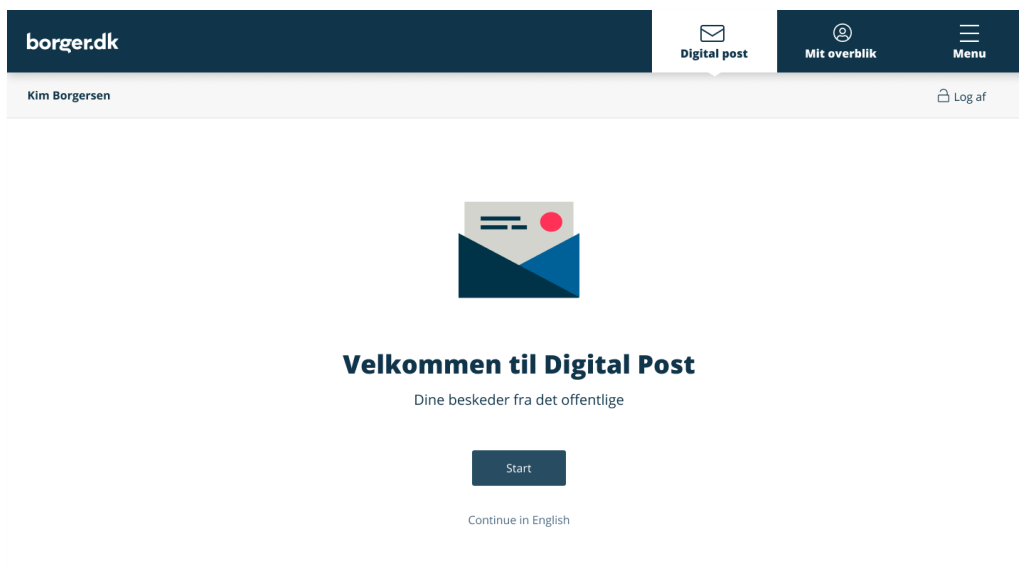 borger.dk
Digital post
Mit overblik
Menu
Kim Borgersen
Log af
Velkommen til Digital Post
Dine beskeder fra det offentlige
Start
Continue in English